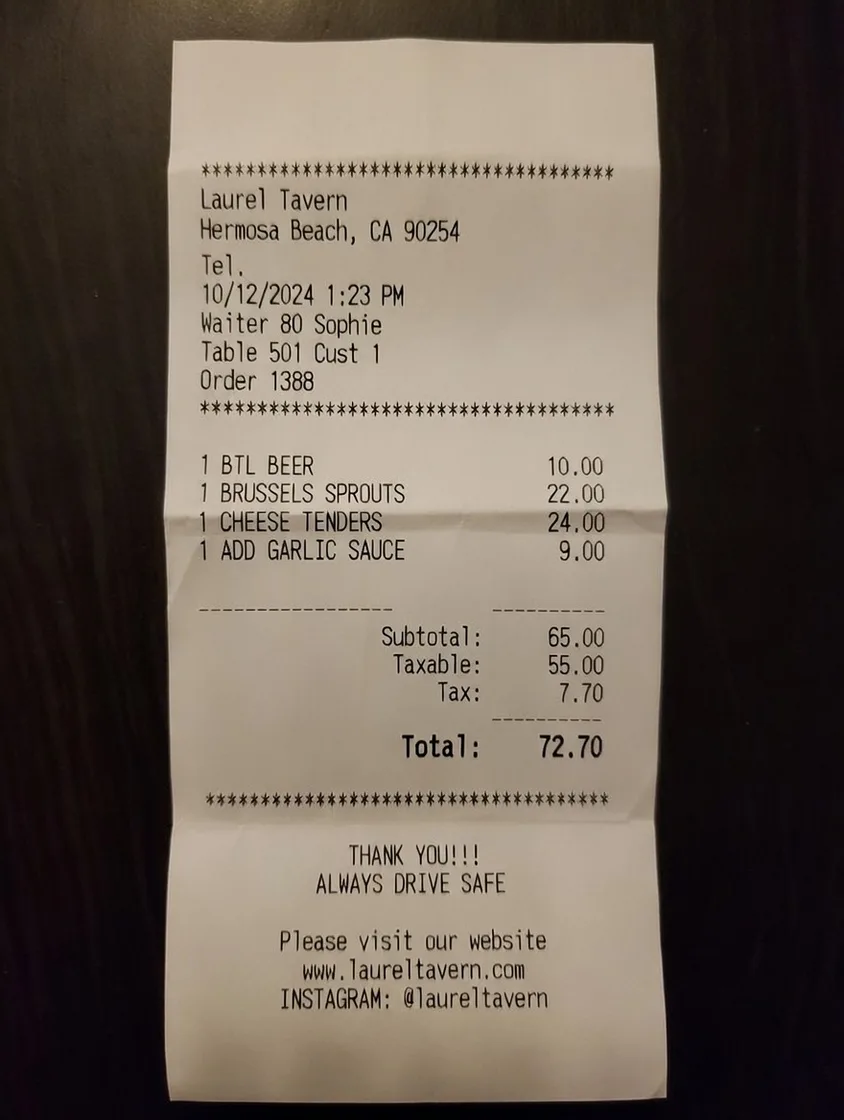 ************************************
Laurel Tavern
Hermosa Beach, CA 90254
Tel.
10/12/2024 1:23 PM
Waiter 80 Sophie
Table 501 Cust 1
Order 1388
************************************
1 BTL BEER 10.00
1 BRUSSELS SPROUTS 22.00
1 CHEESE TENDERS 24.00
1 ADD GARLIC SAUCE 9.00
----------------- ----------
Subtotal: 65.00
Taxable: 55.00
Tax: 7.70
----------
Total: 72.70
************************************
THANK YOU!!!
ALWAYS DRIVE SAFE
Please visit our website
www.laureltavern.com
INSTAGRAM: @laureltavern